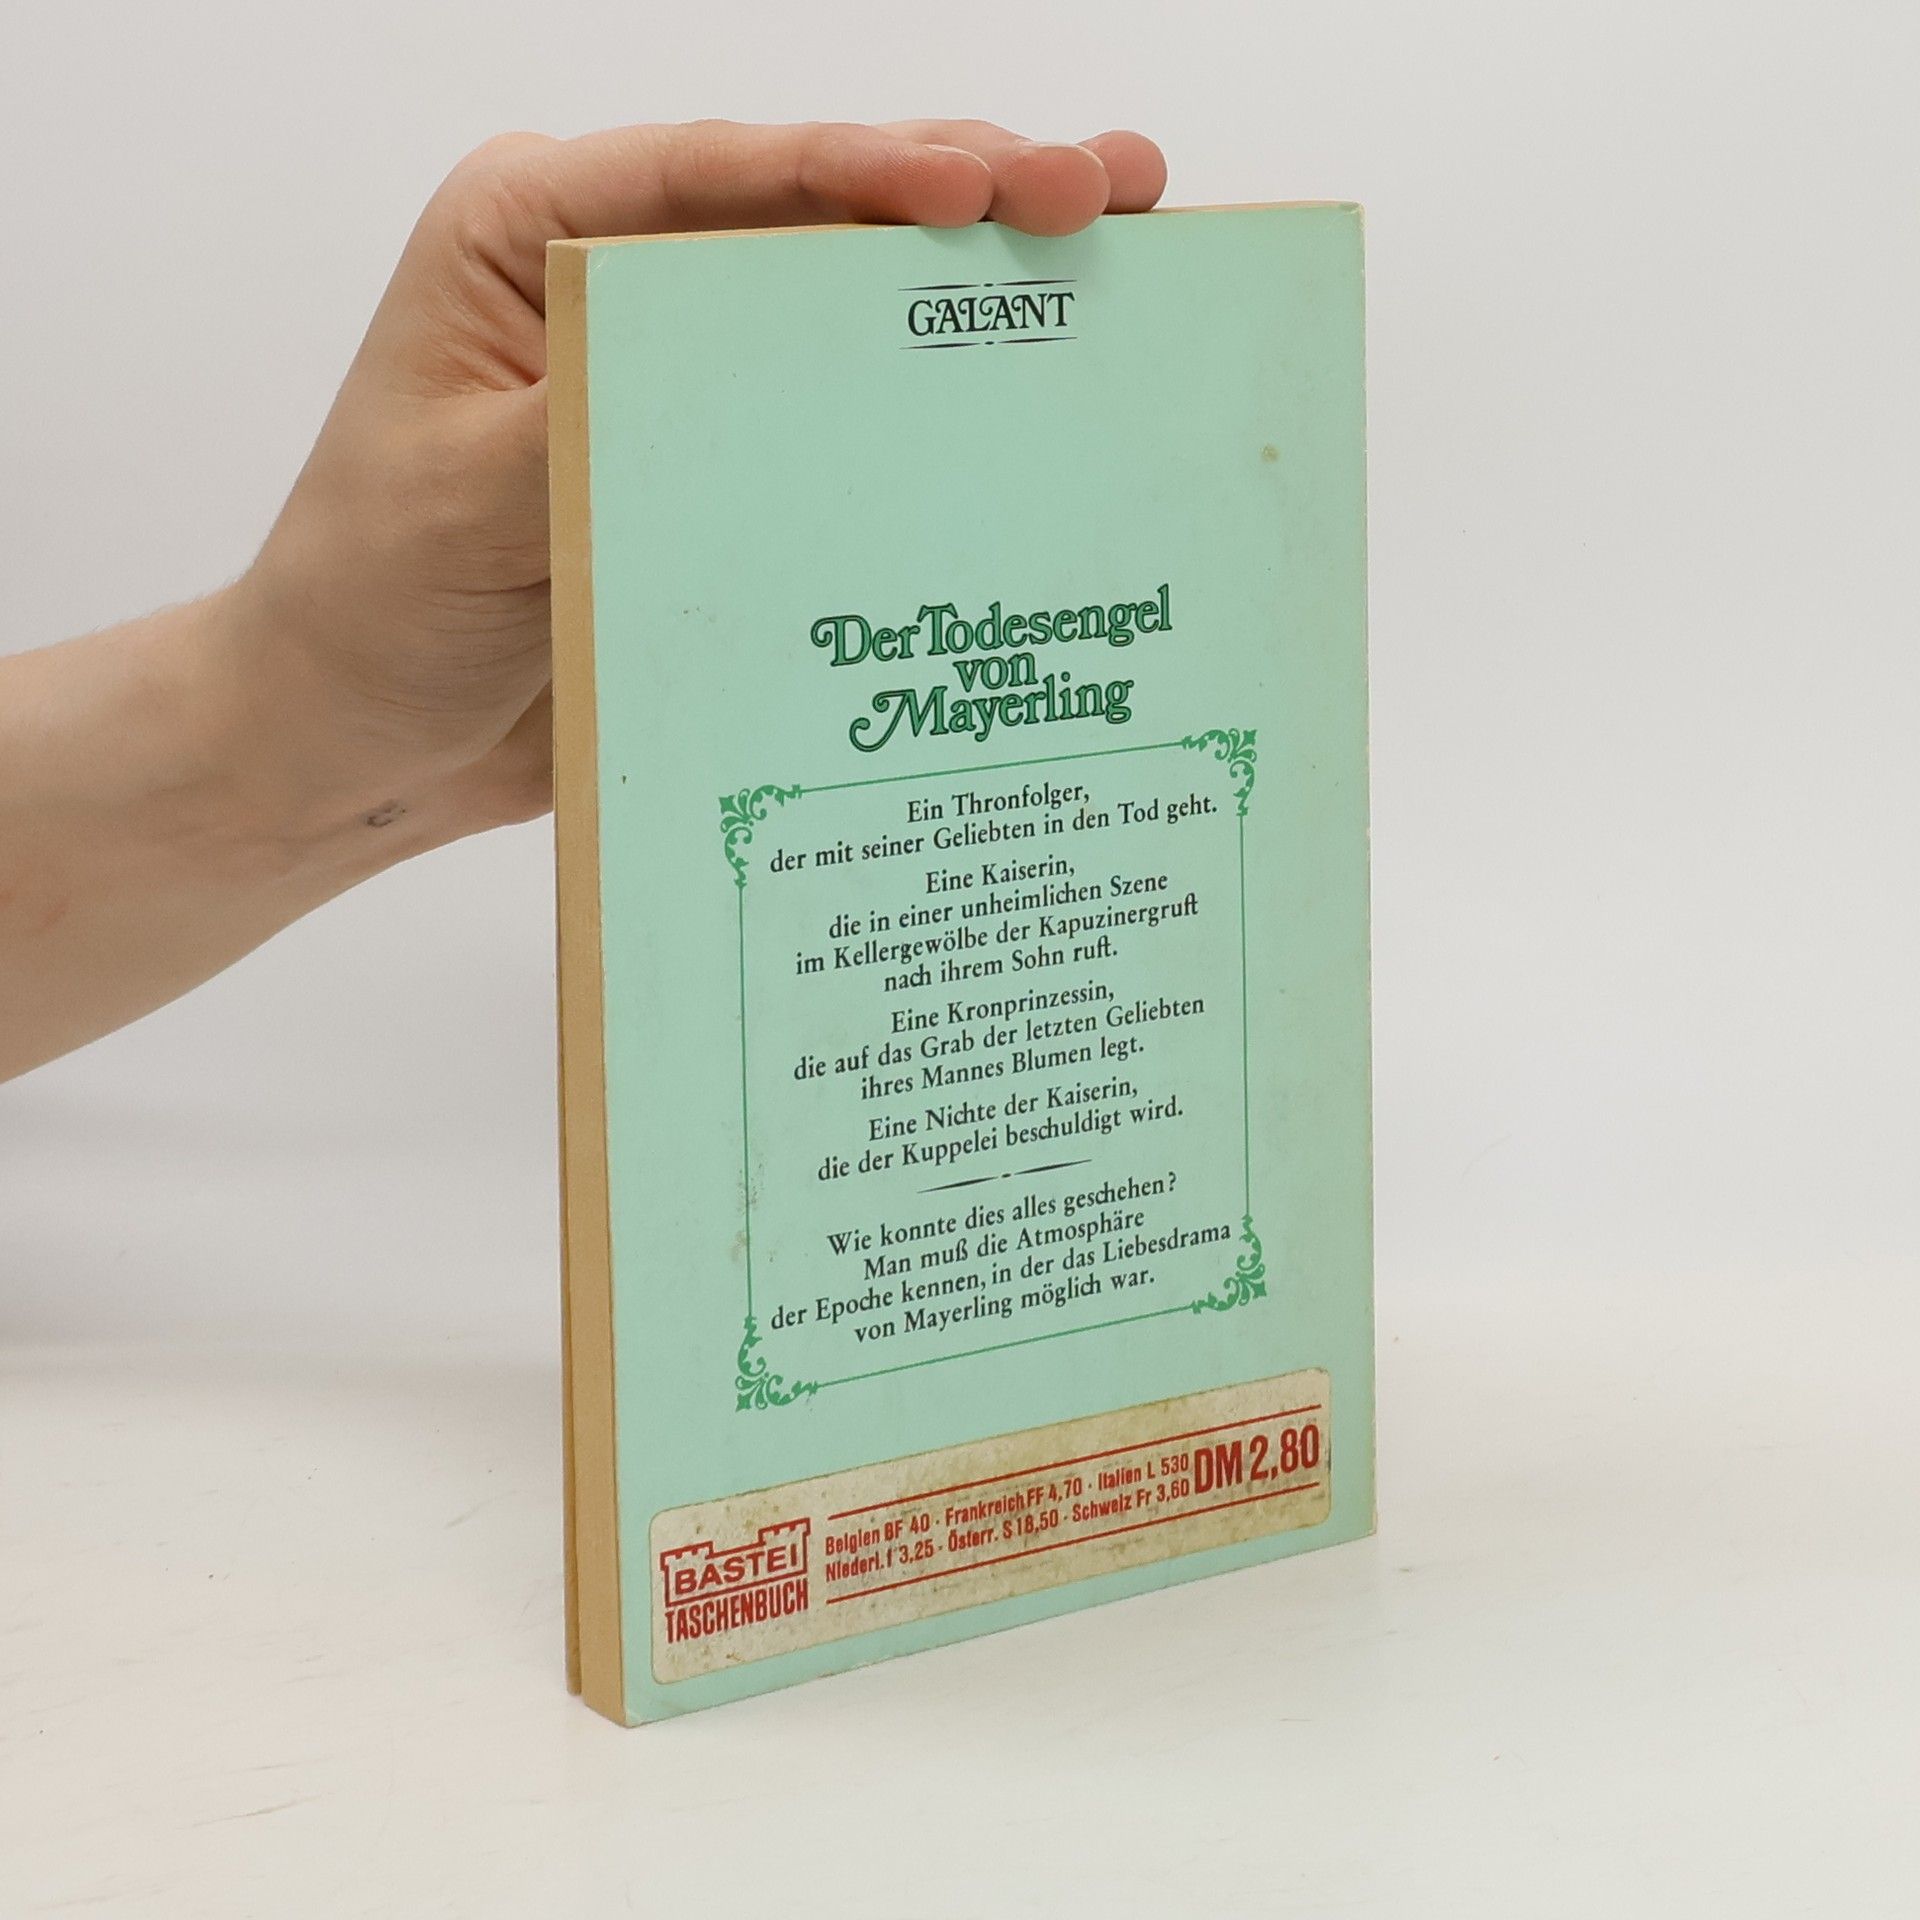 GALANT
Der Todesengel
von
Mayerling
Ein Thronfolger,
der mit seiner Geliebten in den Tod geht.
Eine Kaiserin,
die in einer unheimlichen Szene
im Kellergewölbe der Kapuzinergruft
nach ihrem Sohn ruft.
Eine Kronprinzessin,
die auf das Grab der letzten Geliebten
ihres Mannes Blumen legt.
Eine Nichte der Kaiserin,
die der Kuppelei beschuldigt wird.
Wie konnte dies alles geschehen?
Man muß die Atmosphäre
der Epoche kennen, in der das Liebesdrama
von Mayerling möglich war.
BASTEI
TASCHENBUCH
Belgien BF 40 · Frankreich FF 4,70 · Italien L 530
Niederl. f 3,25 · Österr. S 18,50 · Schweiz Fr 3,60
DM 2,80